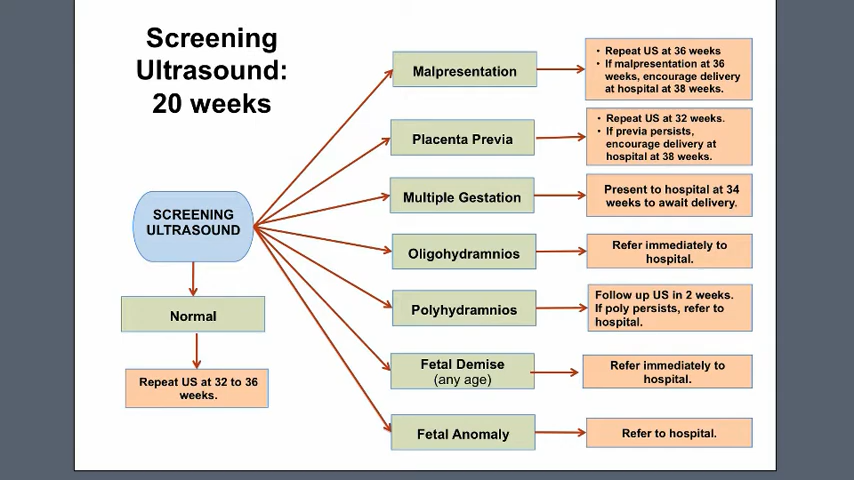 Screening
Ultrasound:
20 weeks
SCREENING
ULTRASOUND
Normal
Repeat US at 32 to 36
weeks.
Malpresentation
• Repeat US at 36 weeks
• If malpresentation at 36
weeks, encourage delivery
at hospital at 38 weeks.
Placenta Previa
• Repeat US at 32 weeks.
• If previa persists,
encourage delivery at
hospital at 38 weeks.
Multiple Gestation
Present to hospital at 34
weeks to await delivery.
Oligohydramnios
Refer immediately to
hospital.
Polyhydramnios
Follow up US in 2 weeks.
If poly persists, refer to
hospital.
Fetal Demise
(any age)
Refer immediately to
hospital.
Fetal Anomaly
Refer to hospital.